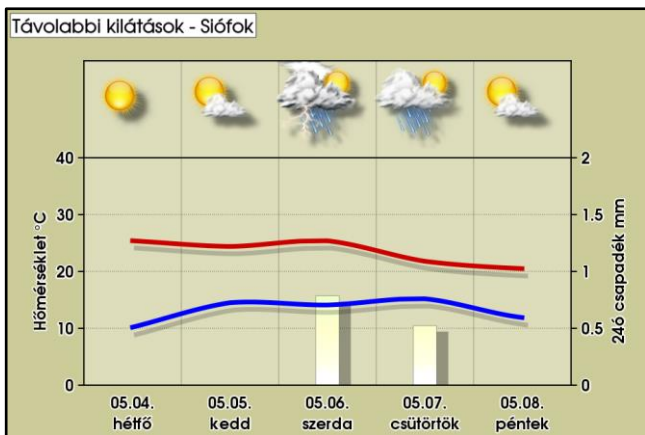 Távolabbi kilátások - Siófok
40
30
20
10
0
Hőmérséklet °C
2
1.5
1
0.5
0
24ó csapadék mm
05.04. 05.05. 05.06. 05.07. 05.08.
hétfő kedd szerda csütörtök péntek